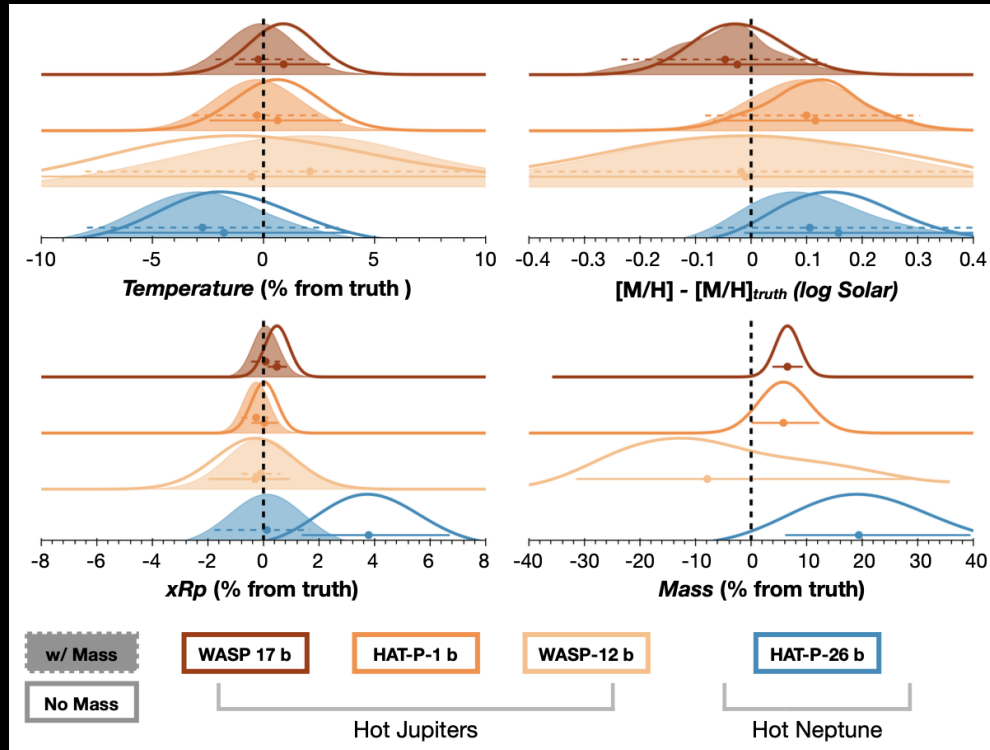 -10 -5 0 5 10
Temperature (% from truth )
-0.4 -0.3 -0.2 -0.1 0 0.1 0.2 0.3 0.4
[M/H] - [M/H]truth (log Solar)
-8 -6 -4 -2 0 2 4 6 8
xRp (% from truth)
-40 -30 -20 -10 0 10 20 30 40
Mass (% from truth)
w/ Mass
No Mass
WASP 17 b
HAT-P-1 b
WASP-12 b
HAT-P-26 b
Hot Jupiters
Hot Neptune